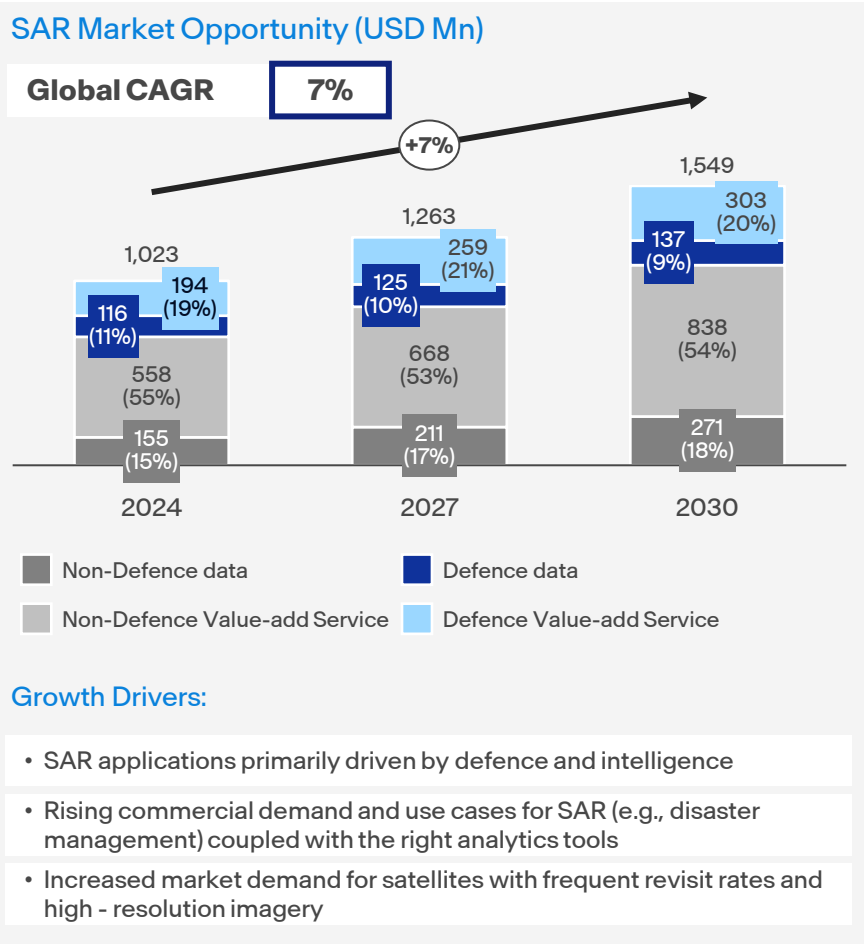 SAR Market Opportunity (USD Mn)
Global CAGR
7%
+7%
1,023
194
(19%)
116
(11%)
558
(55%)
155
(15%)
1,263
259
(21%)
125
(10%)
668
(53%)
211
(17%)
1,549
303
(20%)
137
(9%)
838
(54%)
271
(18%)
2024
2027
2030
Non-Defence data
Defence data
Non-Defence Value-add Service
Defence Value-add Service
Growth Drivers:
• SAR applications primarily driven by defence and intelligence
• Rising commercial demand and use cases for SAR (e.g., disaster
management) coupled with the right analytics tools
• Increased market demand for satellites with frequent revisit rates and
high - resolution imagery